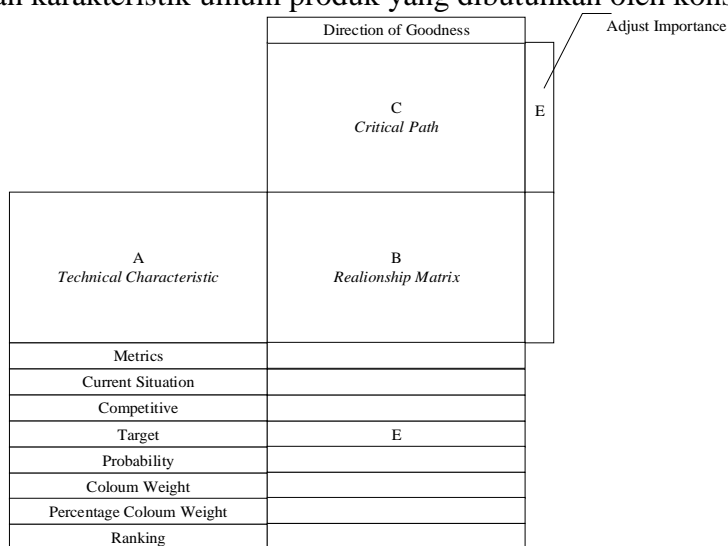 an karakteristik umum produk yang dibutuhkan oleh kons
Direction of Goodness
Adjust Importance
C
Critical Path
E
A
Technical Characteristic
B
Realionship Matrix
Metrics
Current Situation
Competitive
Target
E
Probability
Coloum Weight
Percentage Coloum Weight
Ranking